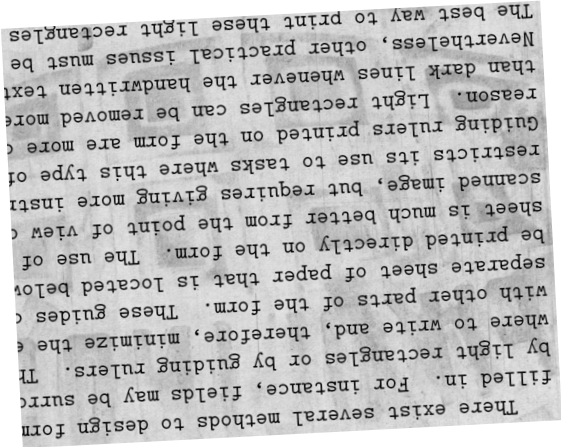 There exist several methods to design form
filled in. For instance, fields may be surro
by light rectangles or by guiding rulers. Th
where to write and, therefore, minimize the
with other parts of the form. These guides
separate sheet of paper that is located below
be printed directly on the form. The use of
sheet is much better from the point of view
scanned image, but requires giving more instr
restricts its use to tasks where this type of
Guiding rulers printed on the form are more
reason. Light rectangles can be removed more
than dark lines whenever the handwritten text
Nevertheless, other practical issues must be
The best way to print these light rectangles